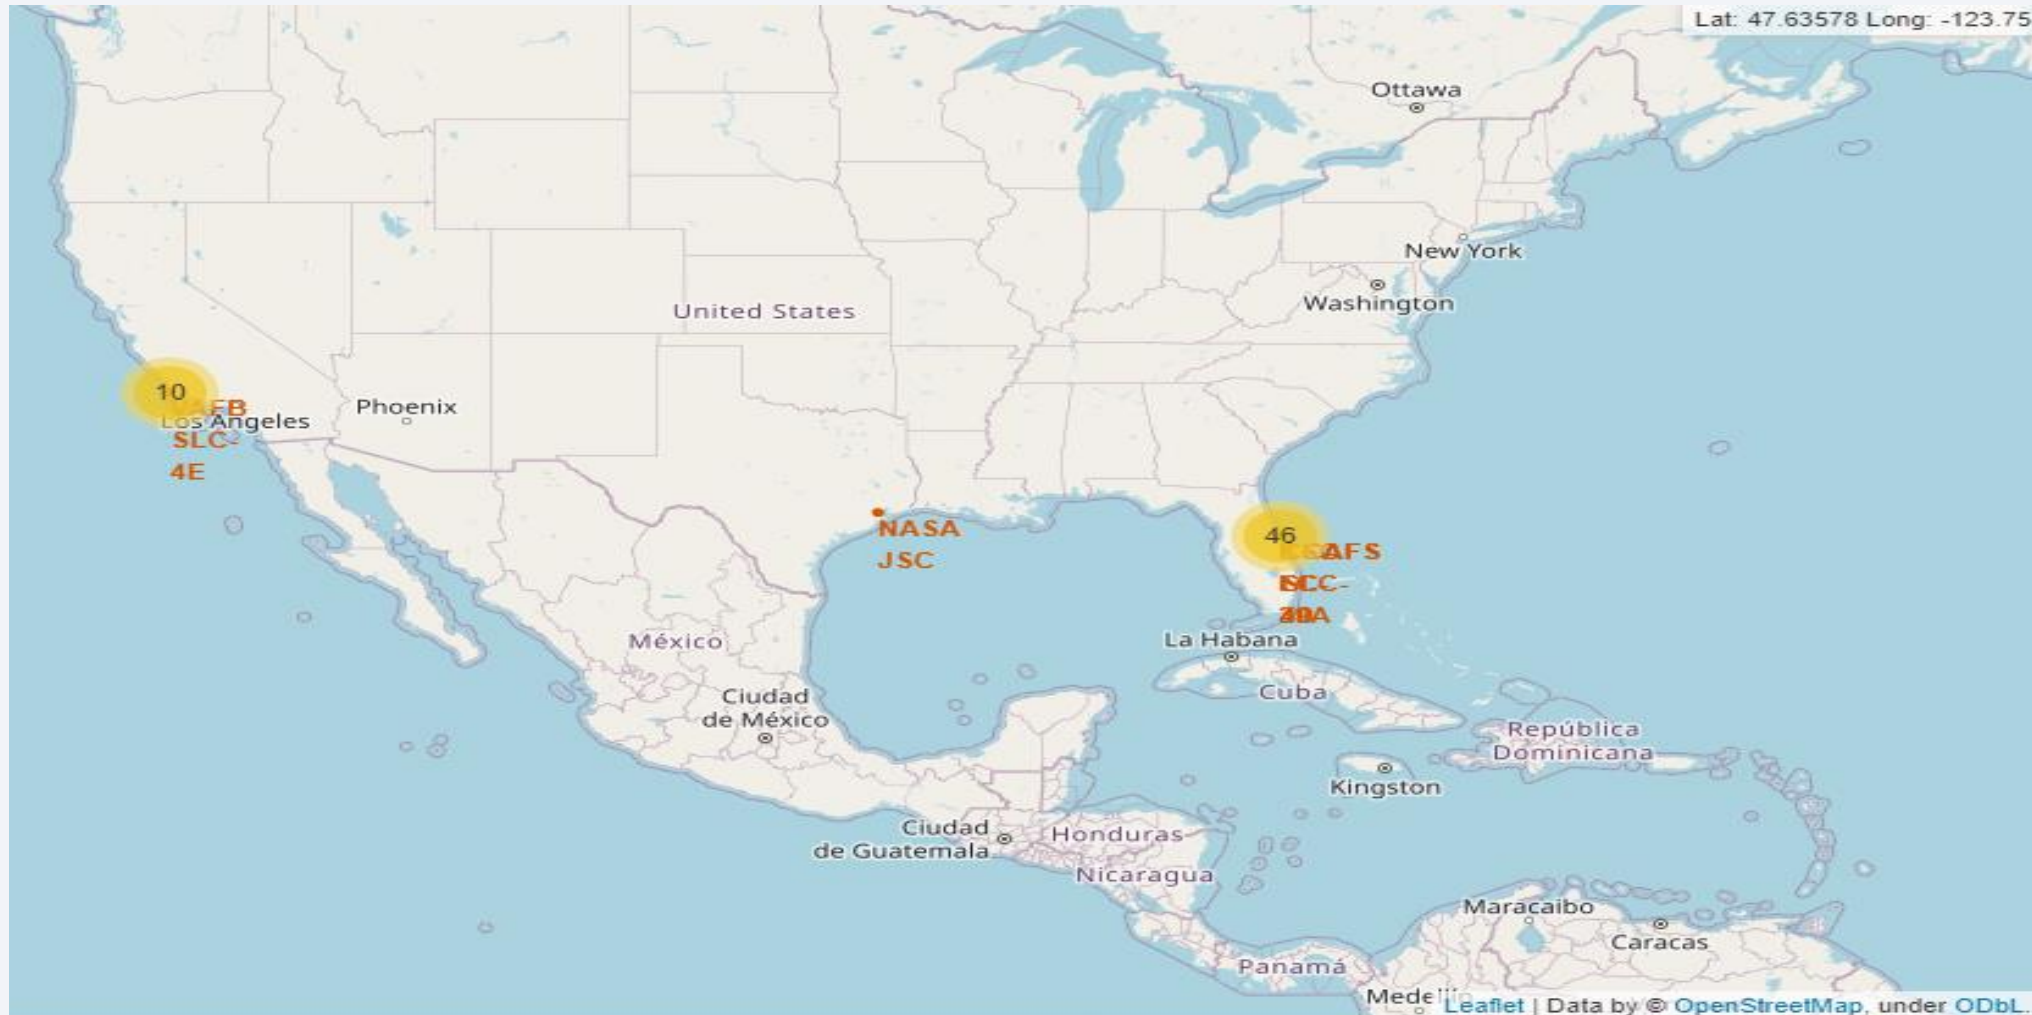 Lat: 47.63578 Long: -123.75
Ottawa
New York
Washington
United States
10
Phoenix
Los Angeles
SLC-
4E
NASA
JSC
46
La Habana
México
Cuba
Ciudad
de México
República
Dominicana
Kingston
Ciudad
de Guatemala
Honduras
Nicaragua
Maracaibo
Caracas
Panamá
Leaflet | Data by © OpenStreetMap, under ODbL.